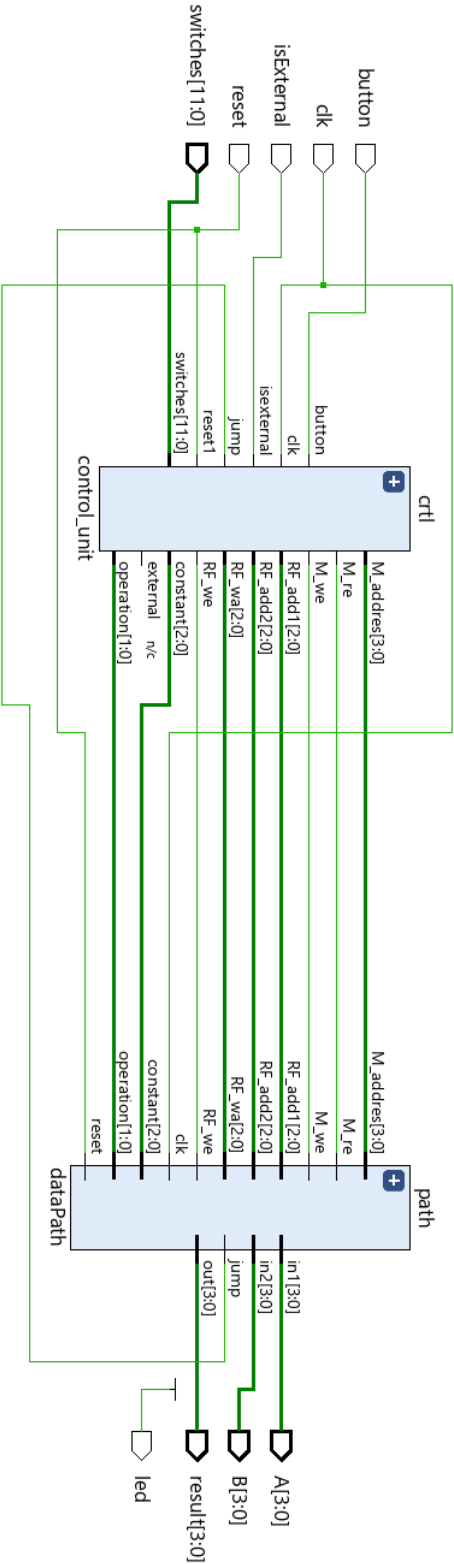 button
clk
isExternal
reset
switches[11:0]
crtl
button
clk
isexternal
jump
reset1
switches[11:0]
M_addres[3:0]
M_re
M_we
RF_add1[2:0]
RF_add2[2:0]
RF_wa[2:0]
RF_we
constant[2:0]
external n/c
operation[1:0]
control_unit
path
M_addres[3:0]
M_re
M_we
RF_add1[2:0]
RF_add2[2:0]
RF_wa[2:0]
RF_we
clk
constant[2:0]
operation[1:0]
reset
in1[3:0]
in2[3:0]
jump
out[3:0]
dataPath
A[3:0]
B[3:0]
result[3:0]
led